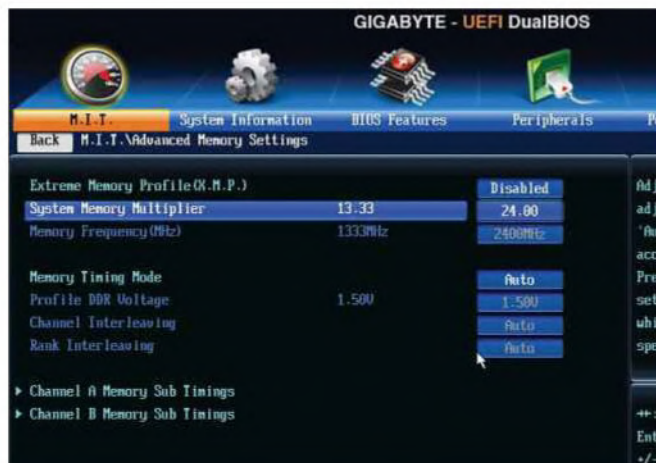 GIGABYTE - UEFI DualBIOS
M.I.T.
System Information
BIOS Features
Peripherals
Back M.I.T.\Advanced Memory Settings
Extreme Memory Profile(X.M.P.) Disabled
System Memory Multiplier 13.33 24.00
Memory Frequency(MHz) 1333MHz 2400MHz
Memory Timing Mode Auto
Profile DDR Voltage 1.50V 1.50V
Channel Interleaving Auto
Rank Interleaving Auto
Channel A Memory Sub Timings
Channel B Memory Sub Timings